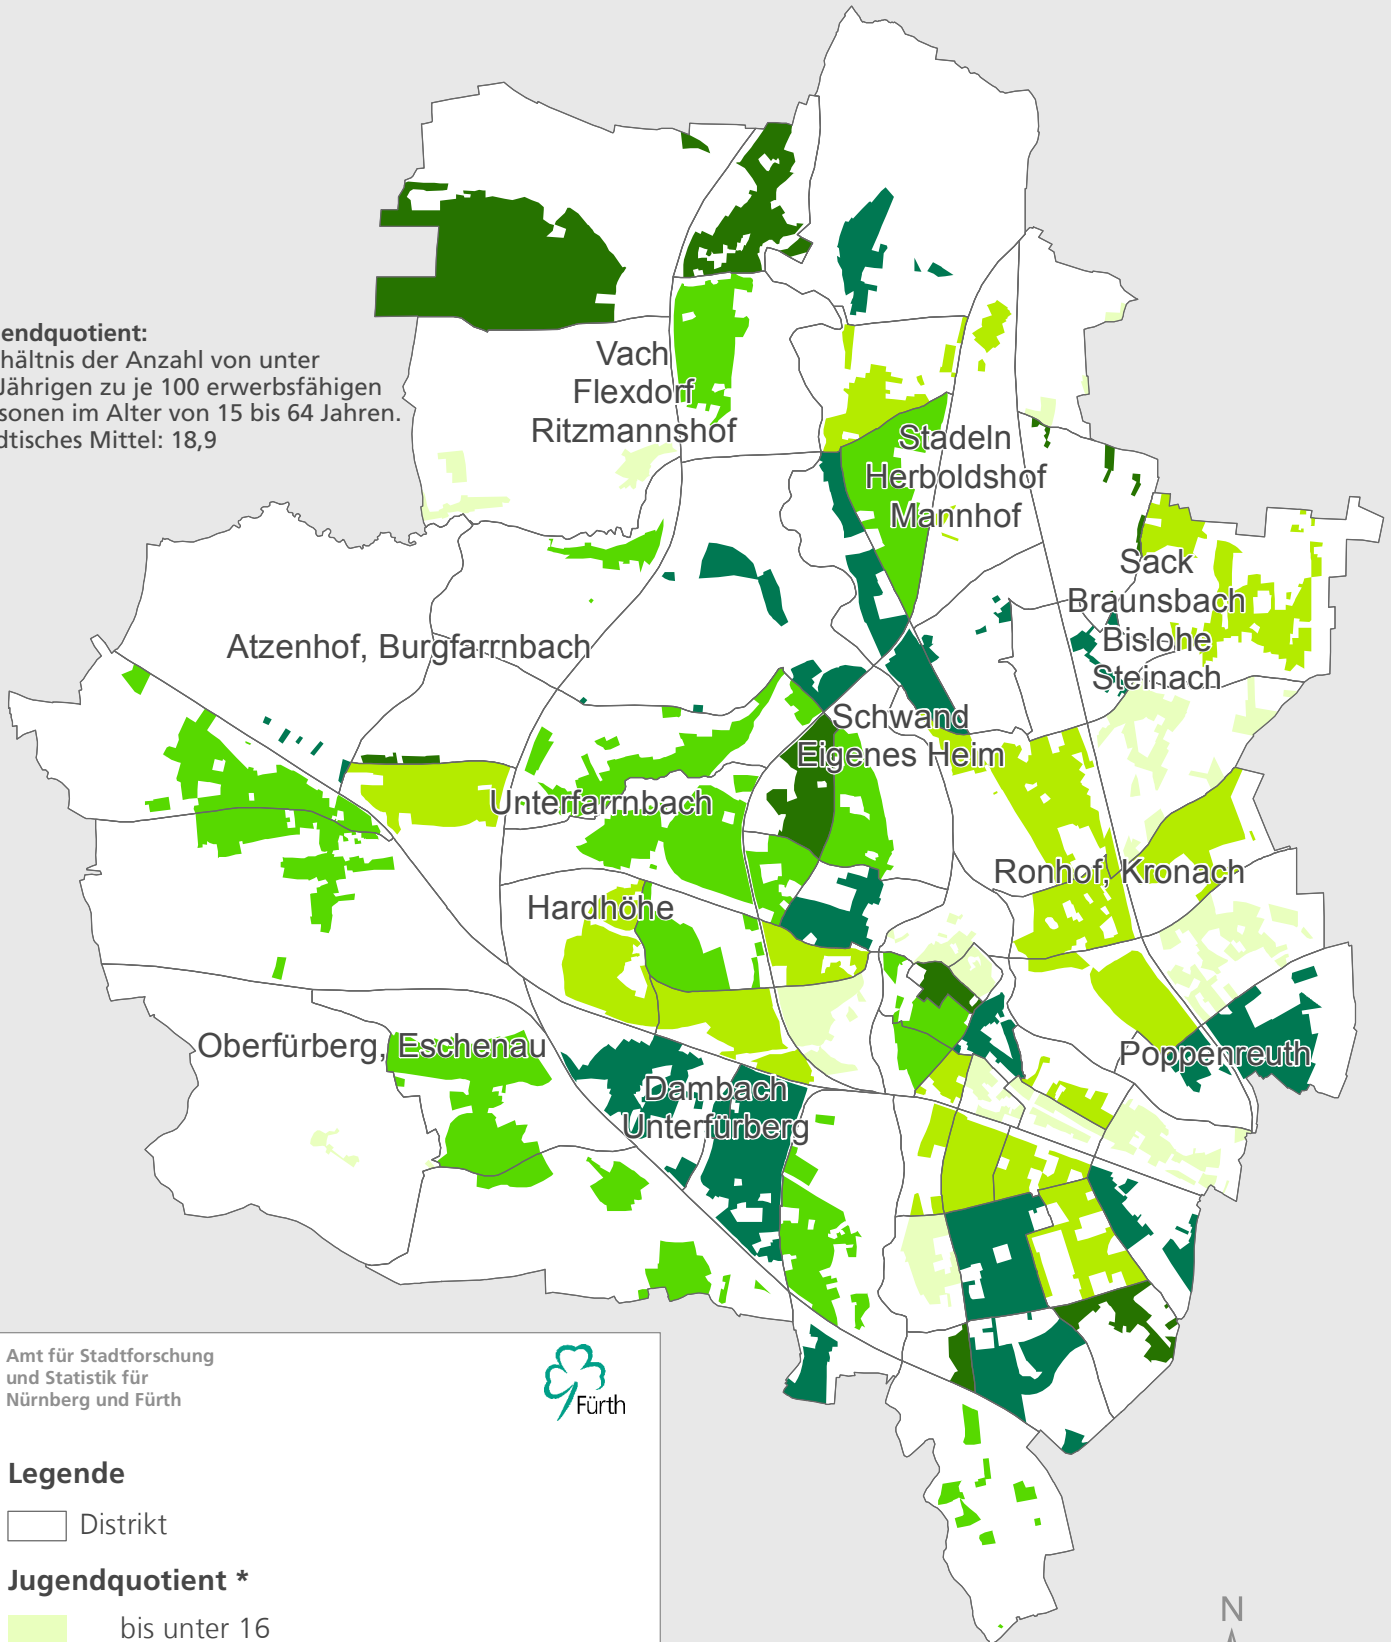 endquotient:
hältnis der Anzahl von unter
Jährigen zu je 100 erwerbsfähigen
sonen im Alter von 15 bis 64 Jahren.
dtisches Mittel: 18,9
Vach
Flexdorf
Ritzmannshof
Stadeln
Herboldshof
Mannhof
Sack
Braunsbach
Bislohe
Steinach
Atzenhof, Burgfarrnbach
Schwand
Eigenes Heim
Unterfarrnbach
Ronhof, Kronach
Hardhöhe
Oberfürberg, Eschenau
Poppenreuth
Dambach
Unterfürberg
Amt für Stadtforschung
und Statistik für
Nürnberg und Fürth
Fürth
Legende
Distrikt
Jugendquotient *
bis unter 16
N